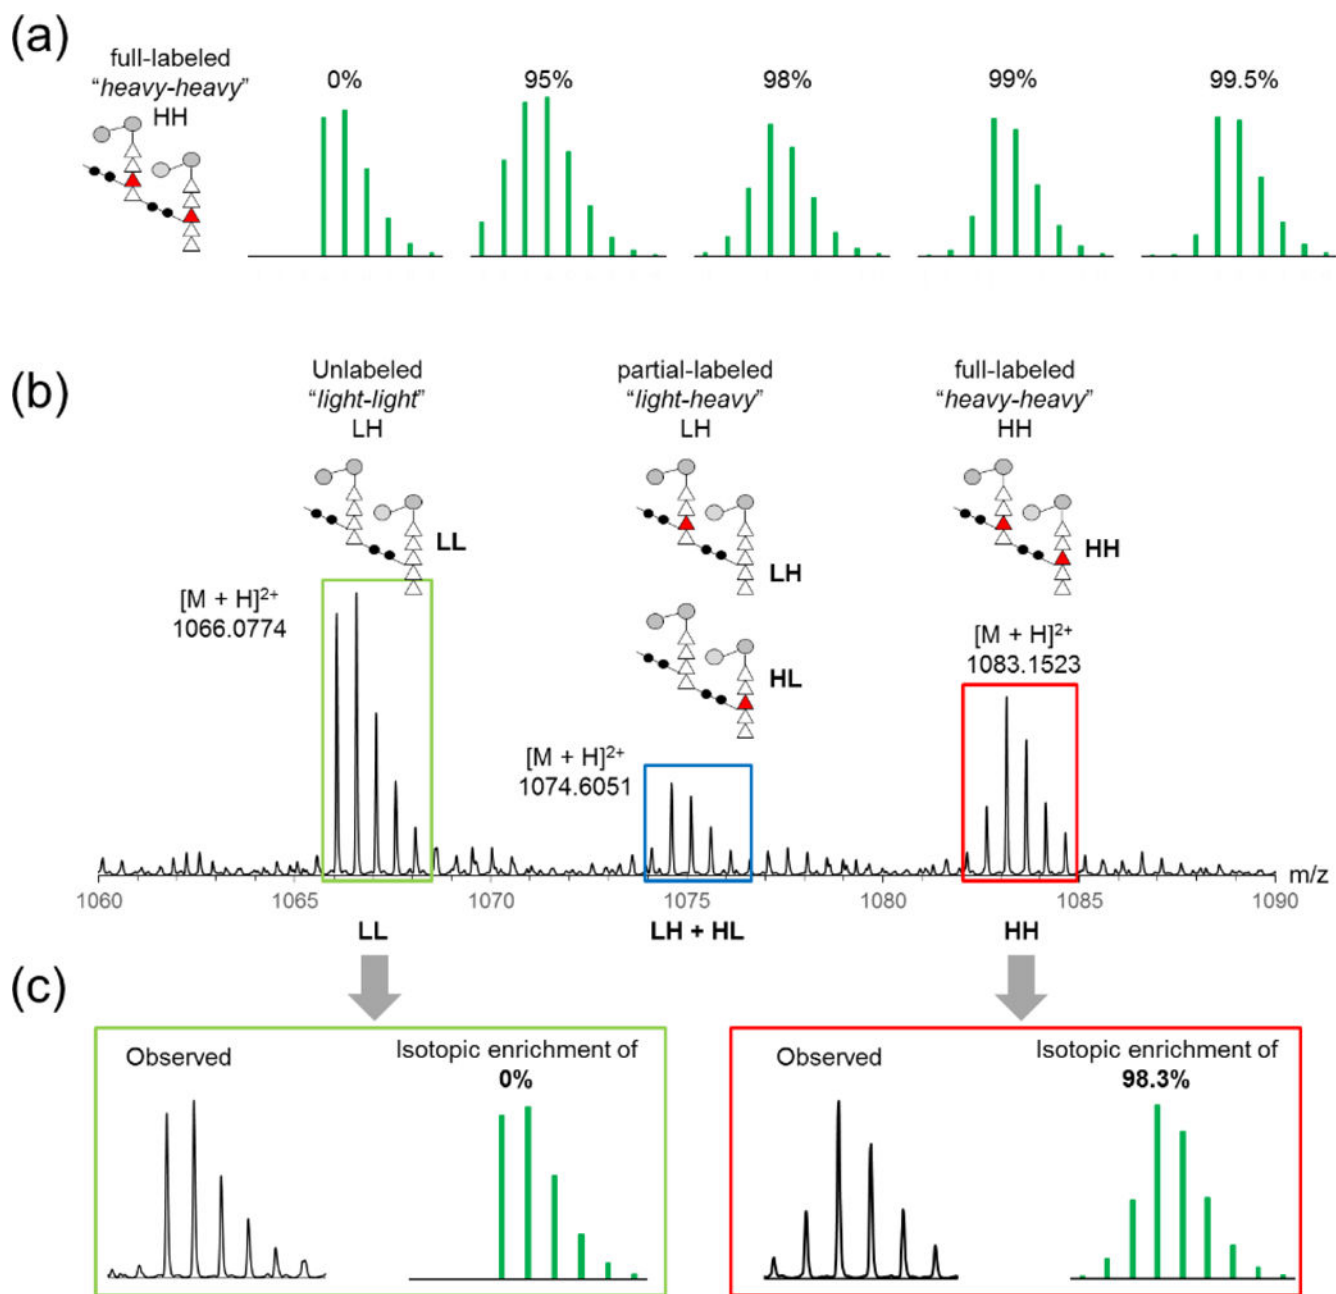 (a)
full-labeled
“heavy-heavy”
HH
0%
95%
98%
99%
99.5%
(b)
Unlabeled
“light-light”
LH
LL
[M + H]2+
1066.0774
partial-labeled
“light-heavy”
LH
LH
HL
[M + H]2+
1074.6051
full-labeled
“heavy-heavy”
HH
HH
[M + H]2+
1083.1523
1060
1065
1070
1075
1080
1085
1090
m/z
LL
LH + HL
HH
(c)
Observed
Isotopic enrichment of
0%
Observed
Isotopic enrichment of
98.3%